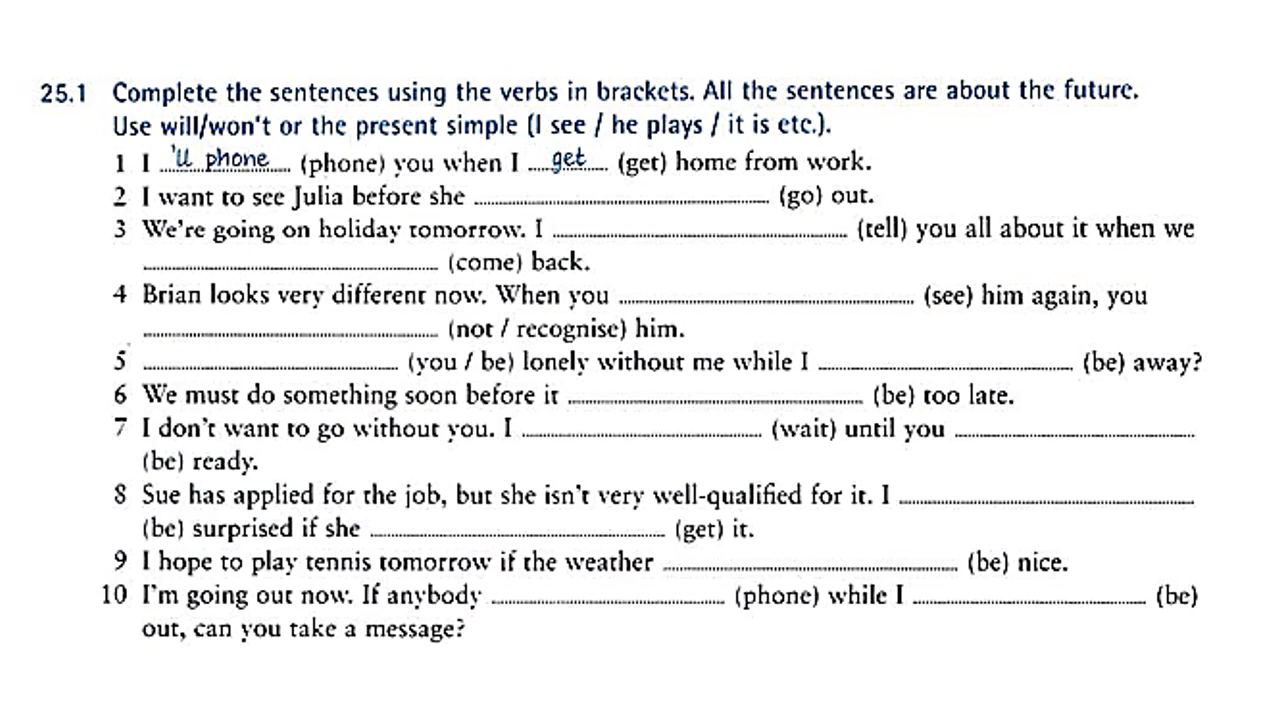 25.1 Complete the sentences using the verbs in brackets. All the sentences are about the future.
Use will/won't or the present simple (I see / he plays / it is etc.).
1 I 'll phone (phone) you when I get (get) home from work.
2 I want to see Julia before she ........ (go) out.
3 We're going on holiday tomorrow. I ........ (tell) you all about it when we
........ (come) back.
4 Brian looks very different now. When you ........ (see) him again, you
........ (not / recognise) him.
5 ........ (you / be) lonely without me while I ........ (be) away?
6 We must do something soon before it ........ (be) too late.
7 I don't want to go without you. I ........ (wait) until you ........
(be) ready.
8 Sue has applied for the job, but she isn't very well-qualified for it. I ........
(be) surprised if she ........ (get) it.
9 I hope to play tennis tomorrow if the weather ........ (be) nice.
10 I'm going out now. If anybody ........ (phone) while I ........ (be)
out, can you take a message?